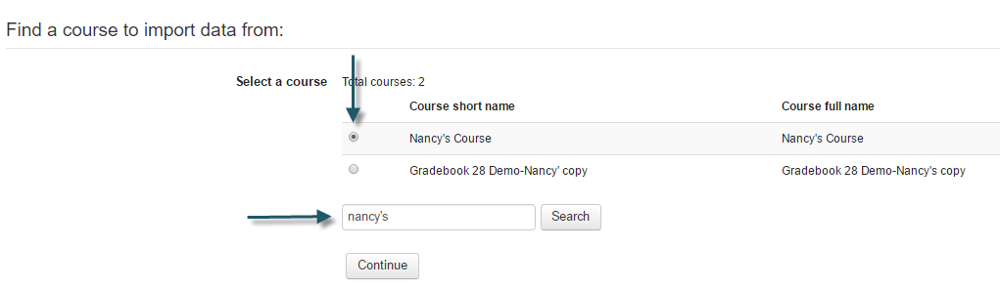 Find a course to import data from:
Select a course Total courses: 2
Course short name Course full name
Nancy's Course Nancy's Course
Gradebook 28 Demo-Nancy' copy Gradebook 28 Demo-Nancy's copy
nancy's Search
Continue